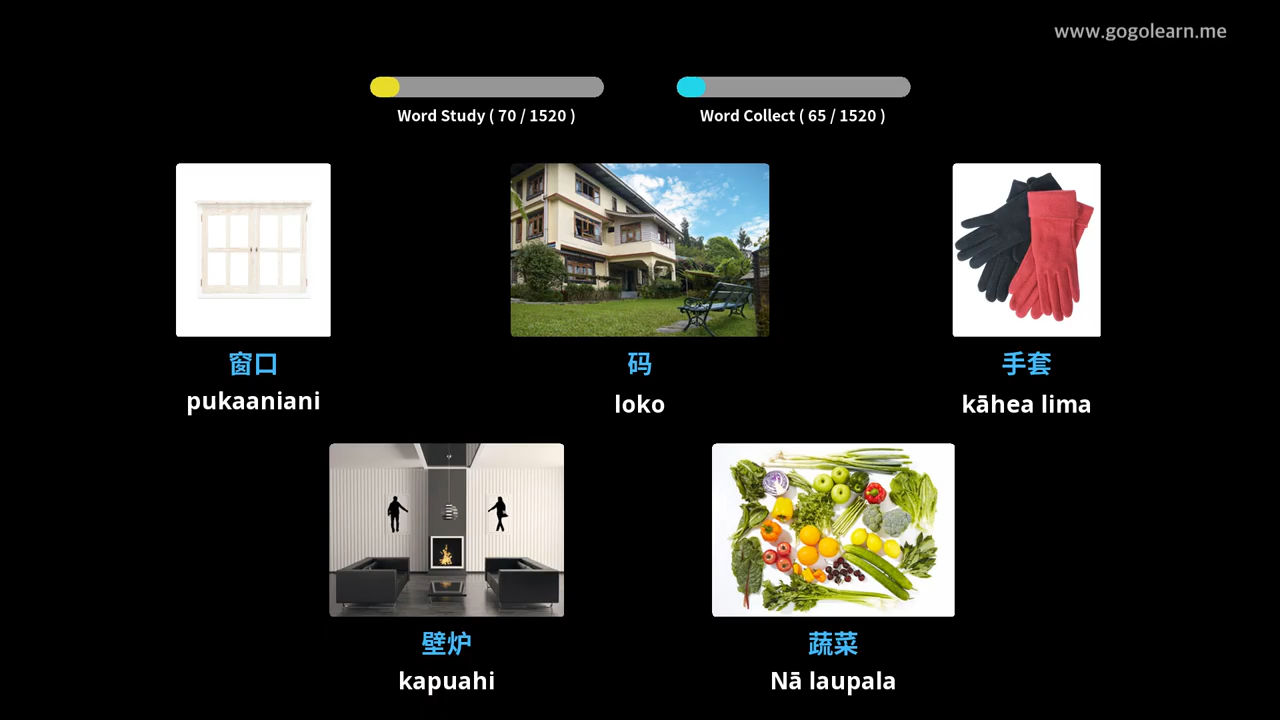 www.gogolearn.me
Word Study ( 70 / 1520 )
Word Collect ( 65 / 1520 )
窗口
码
手套
pukaaniani
loko
kāhea lima
壁炉
蔬菜
kapuahi
Nā laupala